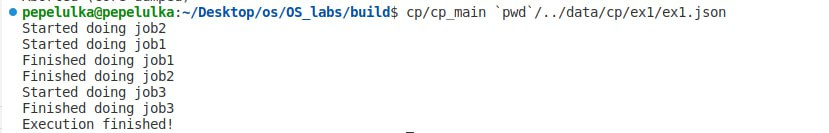 pepelulka@pepelulka:~/Desktop/os/OS_labs/build$ cp/cp_main `pwd`/../data/cp/ex1/ex1.json
Started doing job2
Started doing job1
Finished doing job1
Finished doing job2
Started doing job3
Finished doing job3
Execution finished!